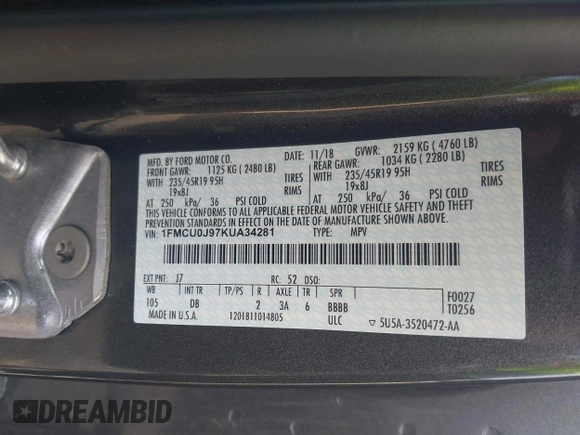 MFD. BY FORD MOTOR CO.
DATE: 11/18 GVWR: 2159 KG ( 4760 LB)
FRONT GAWR: 1125 KG ( 2480 LB) REAR GAWR: 1034 KG ( 2280 LB)
WITH 235/45R19 95H TIRES WITH 235/45R19 95H TIRES
19x8J RIMS 19x8J RIMS
AT 250 kPa/ 36 PSI COLD AT 250 kPa/ 36 PSI COLD
THIS VEHICLE CONFORMS TO ALL APPLICABLE FEDERAL MOTOR VEHICLE SAFETY AND THEFT
PREVENTION STANDARDS IN EFFECT ON THE DATE OF MANUFACTURE SHOWN ABOVE.
VIN: 1FMCU0J97KUA34281 TYPE: MPV
EXT PNT: J7 RC: 52 DSO:
WB INT TR TP/PS R AXLE TR SPR F0027
105 DB 2 3A 6 BBBB T0256
MADE IN U.S.A. 1201811014805 ULC ▽ 5U5A-3520472-AA
DREAMBID